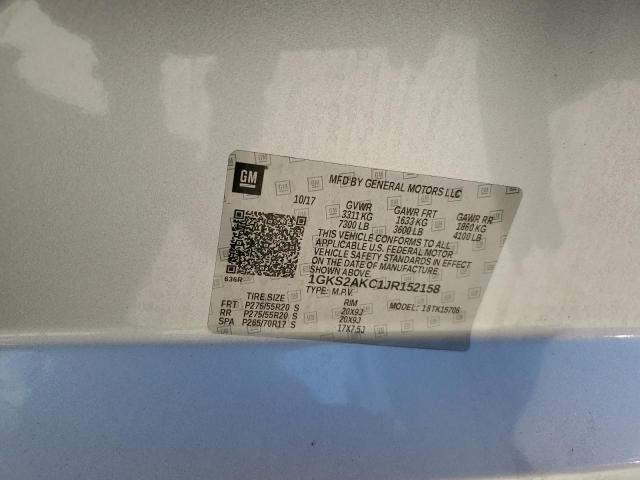 GM
MFD BY GENERAL MOTORS LLC
10/17
GVWR GAWR FRT GAWR RR
3311 KG 1633 KG 1860 KG
7300 LB 3600 LB 4100 LB
THIS VEHICLE CONFORMS TO ALL
APPLICABLE U.S. FEDERAL MOTOR
VEHICLE SAFETY STANDARDS IN EFFECT
ON THE DATE OF MANUFACTURE
SHOWN ABOVE.
636R
1GKS2AKC1JR152158
TYPE: M.P.V.
TIRE SIZE RIM MODEL: 18TK15706
FRT P275/55R20 S 20X9J
RR P275/55R20 S 20X9J
SPA P265/70R17 S 17X7.5J